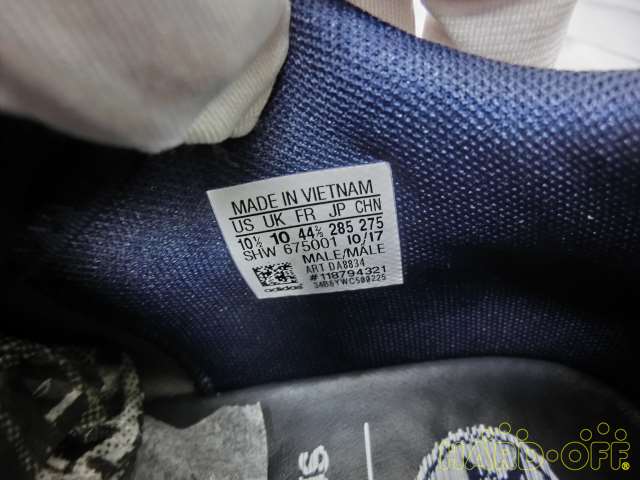 MADE IN VIETNAM
US UK FR JP CHN
10½ 10 44⅔ 285 275
SHW 675001 10/17
MALE/MALE
ART DA8834
#118794321
34B6YWC500225
adidas
HARD-OFF